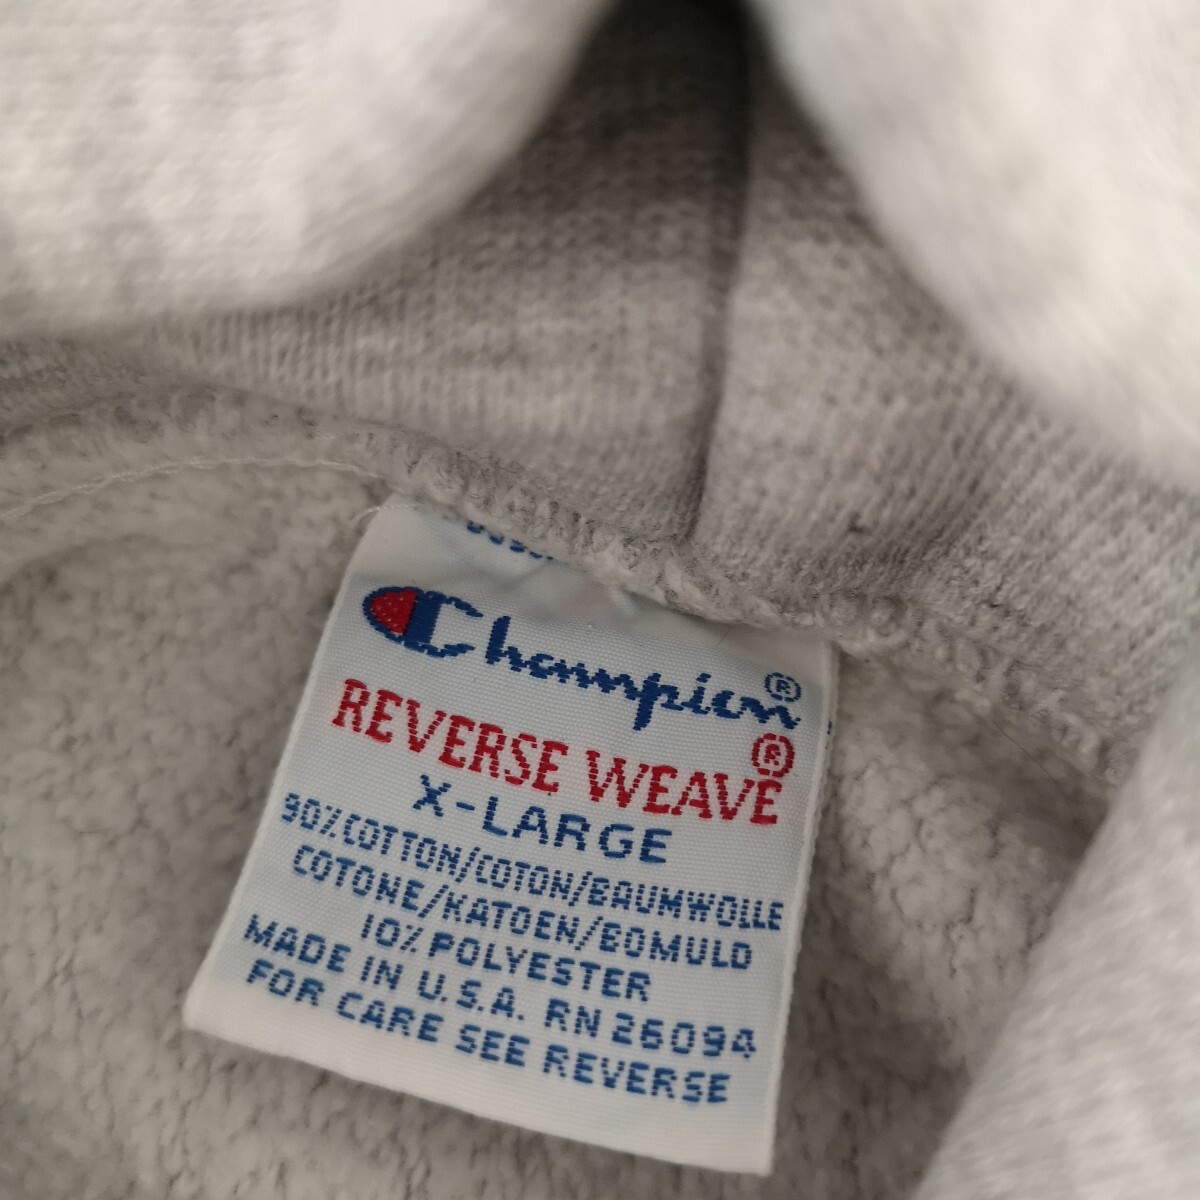 Champion®
REVERSE WEAVE®
X-LARGE
90% COTTON/COTON/BAUMWOLLE
COTONE/KATOEN/BOMULD
10% POLYESTER
MADE IN U.S.A. RN 26094
FOR CARE SEE REVERSE